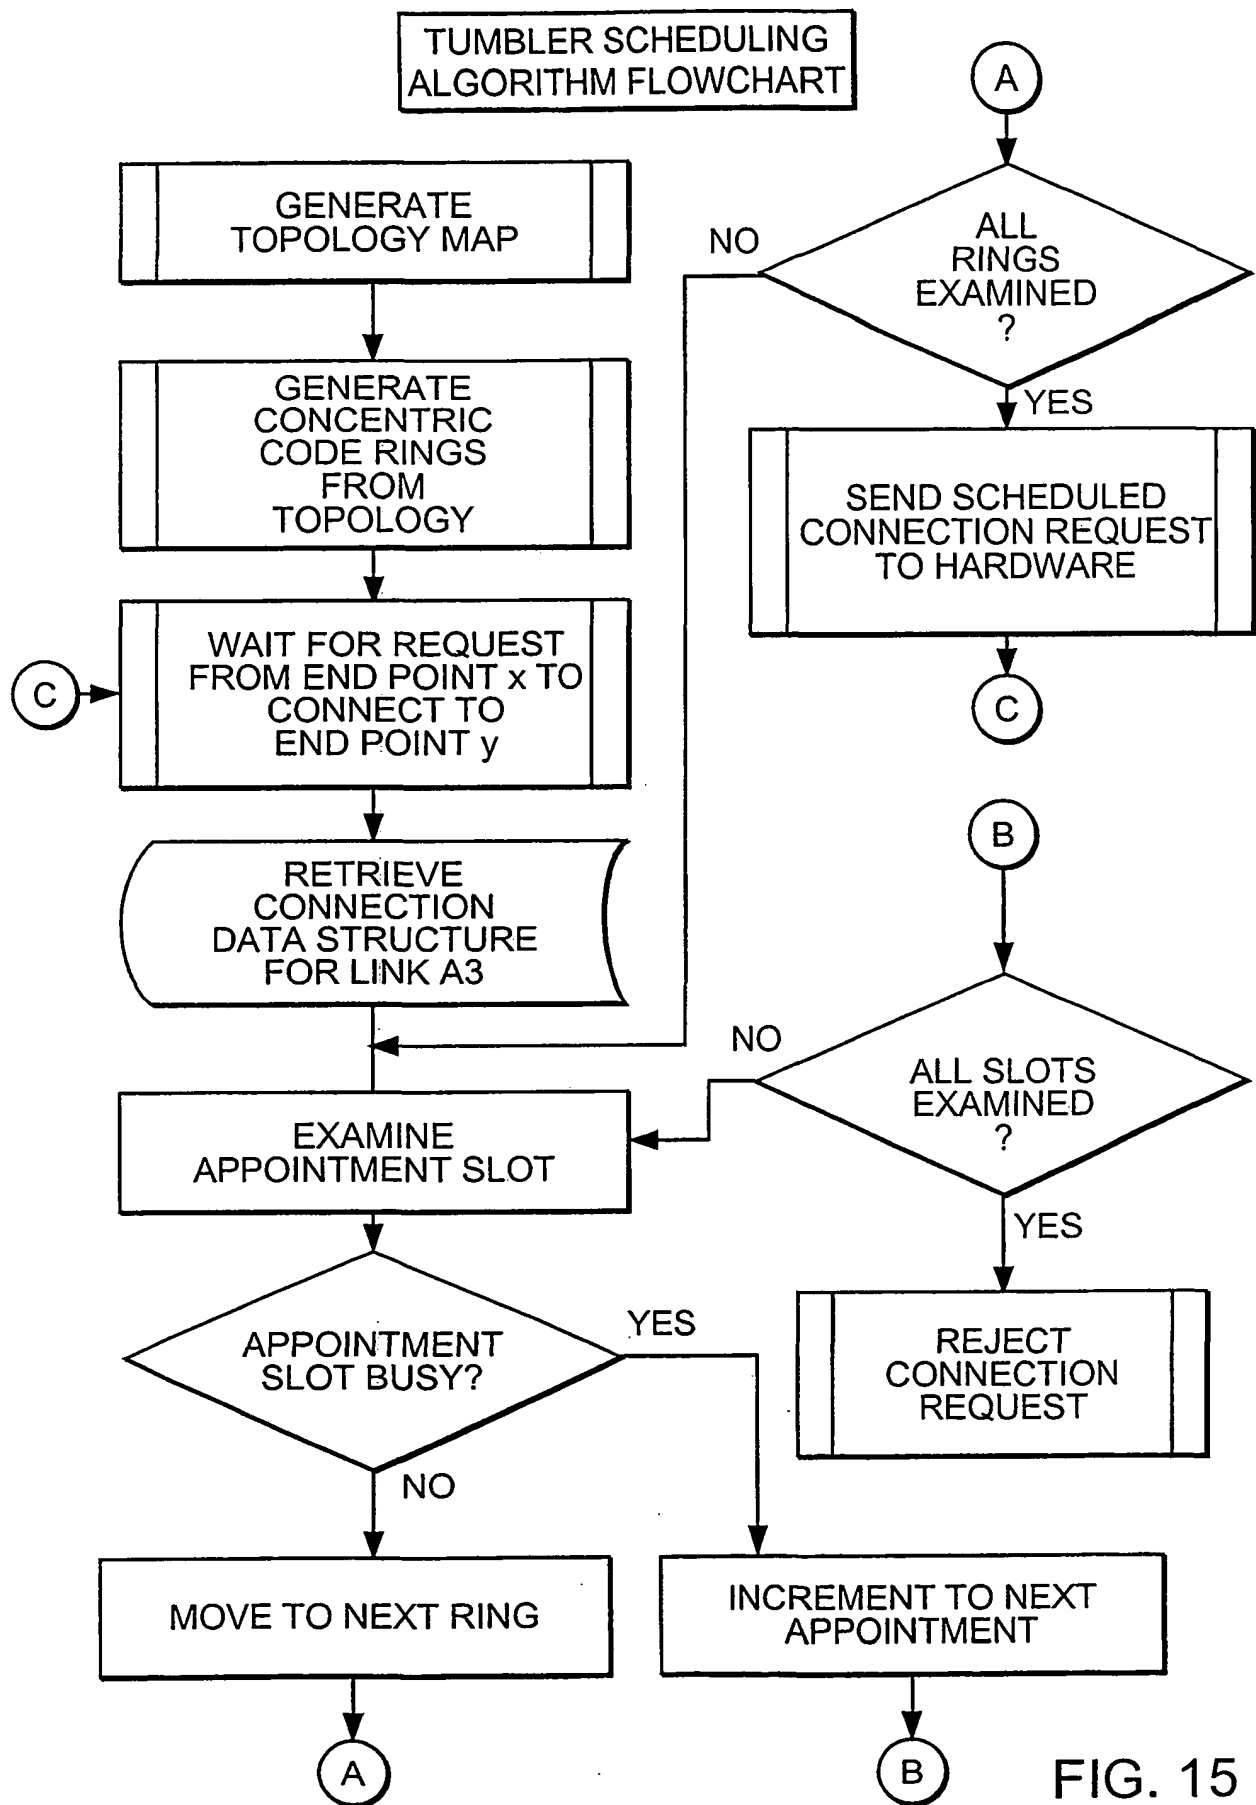 TUMBLER SCHEDULING
ALGORITHM FLOWCHART
GENERATE
TOPOLOGY MAP
GENERATE
CONCENTRIC
CODE RINGS
FROM
TOPOLOGY
C
WAIT FOR REQUEST
FROM END POINT x TO
CONNECT TO
END POINT y
RETRIEVE
CONNECTION
DATA STRUCTURE
FOR LINK A3
EXAMINE
APPOINTMENT SLOT
APPOINTMENT
SLOT BUSY?
YES
NO
MOVE TO NEXT RING
A
INCREMENT TO NEXT
APPOINTMENT
B
A
ALL
RINGS
EXAMINED
?
NO
YES
SEND SCHEDULED
CONNECTION REQUEST
TO HARDWARE
C
B
ALL SLOTS
EXAMINED
?
NO
YES
REJECT
CONNECTION
REQUEST
FIG. 15